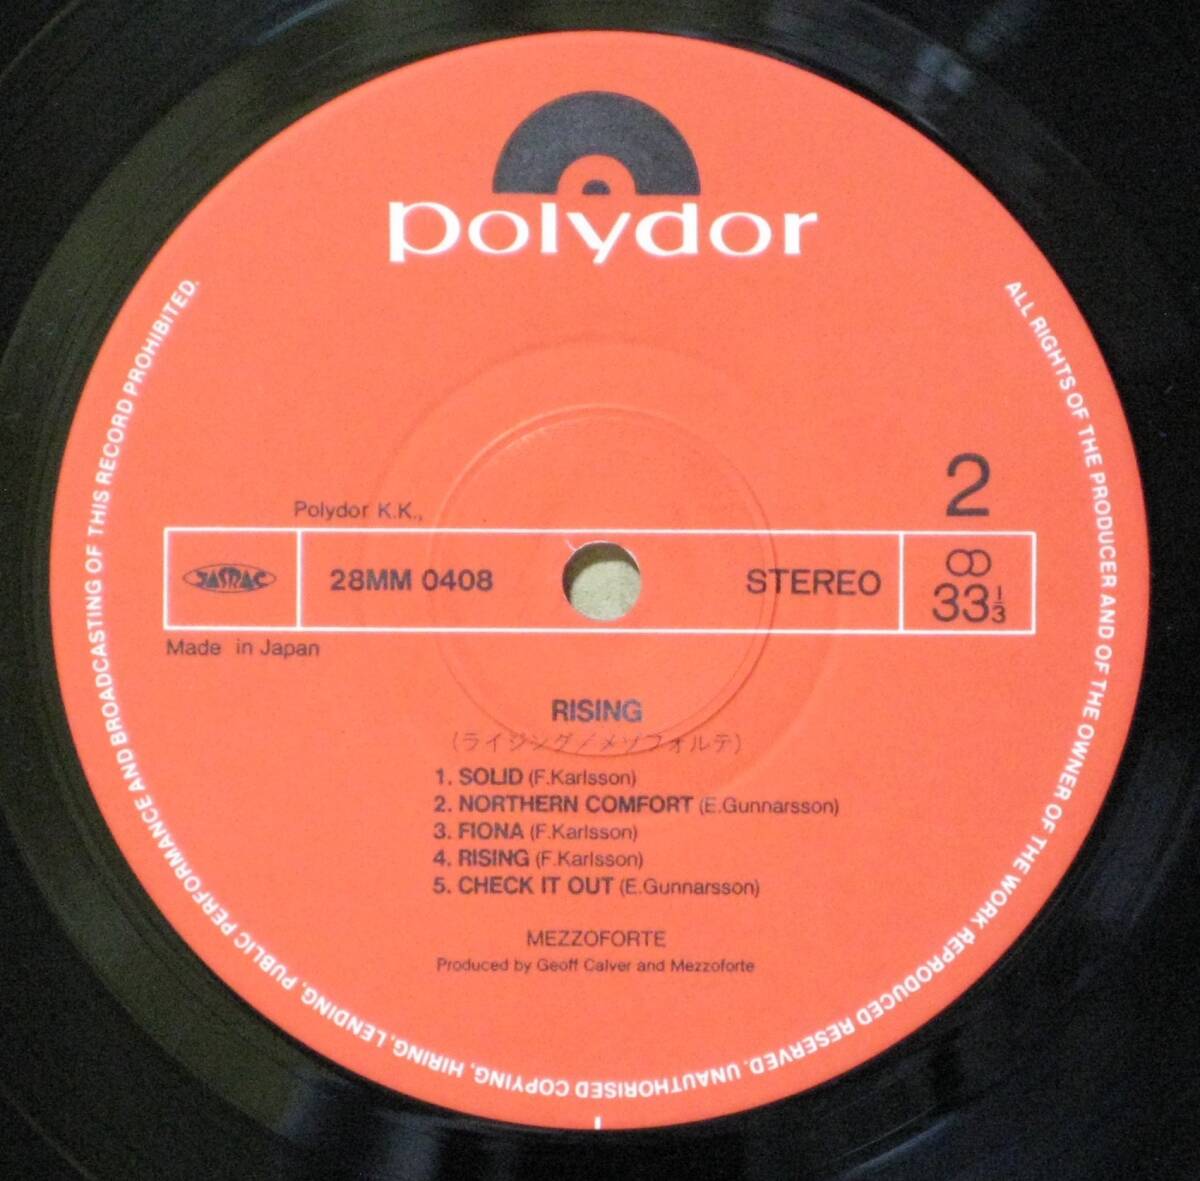 polydor
2
Polydor K.K.,
JASRAC
28MM 0408
STEREO
33 1/3
Made in Japan
RISING
(ライジング/メゾフォルテ)
1. SOLID (F.Karlsson)
2. NORTHERN COMFORT (E.Gunnarsson)
3. FIONA (F.Karlsson)
4. RISING (F.Karlsson)
5. CHECK IT OUT (E.Gunnarsson)
MEZZOFORTE
Produced by Geoff Calver and Mezzoforte
ALL RIGHTS OF THE PRODUCER AND OF THE OWNER OF THE WORK REPRODUCED RESERVED. UNAUTHORISED COPYING, HIRING, LENDING, PUBLIC PERFORMANCE AND BROADCASTING OF THIS RECORD PROHIBITED.